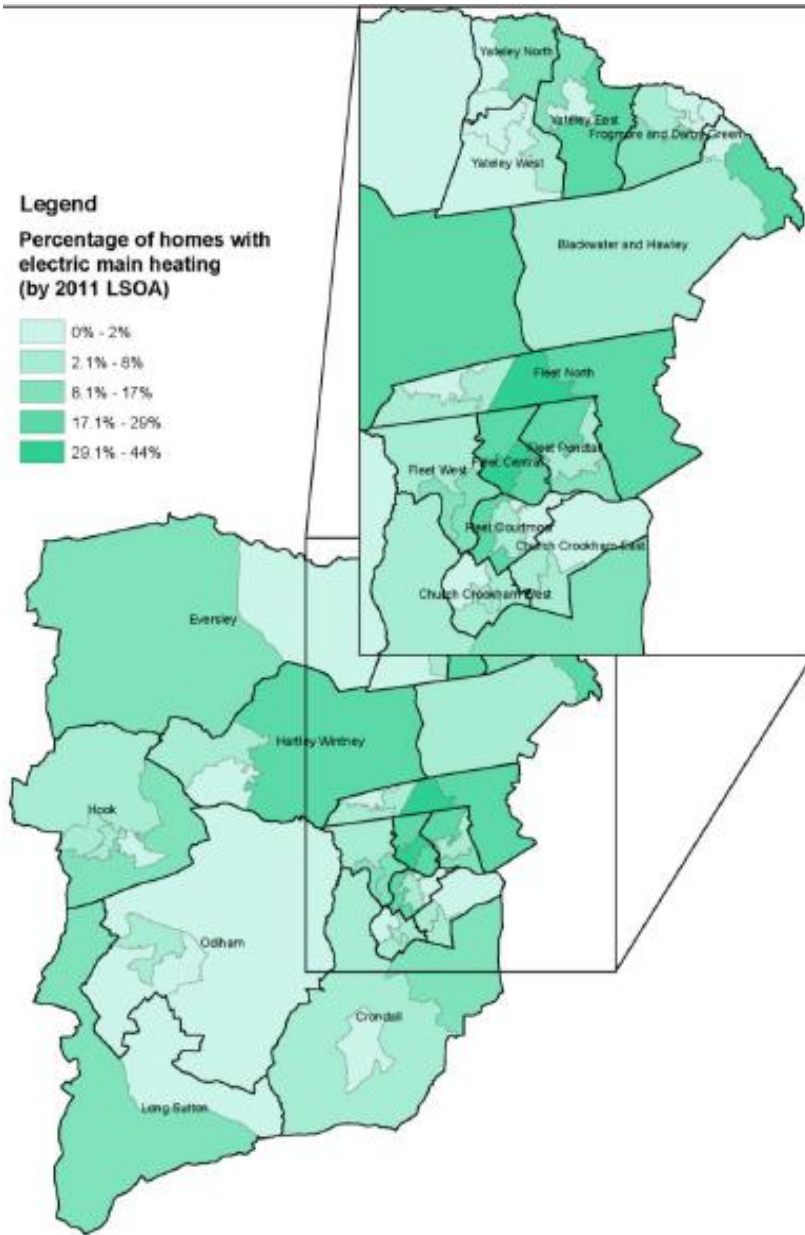 Yateley North
Yateley East
Frogmore and Darby Green
Yateley West
Legend
Percentage of homes with
electric main heating
(by 2011 LSOA)
0% - 2%
2.1% - 8%
8.1% - 17%
17.1% - 29%
29.1% - 44%
Blackwater and Hawley
Fleet North
Fleet Pondtail
Fleet Central
Fleet West
Fleet Courtmoor
Church Crookham East
Church Crookham West
Eversley
Hartley Wintney
Hook
Odiham
Crondall
Long Sutton